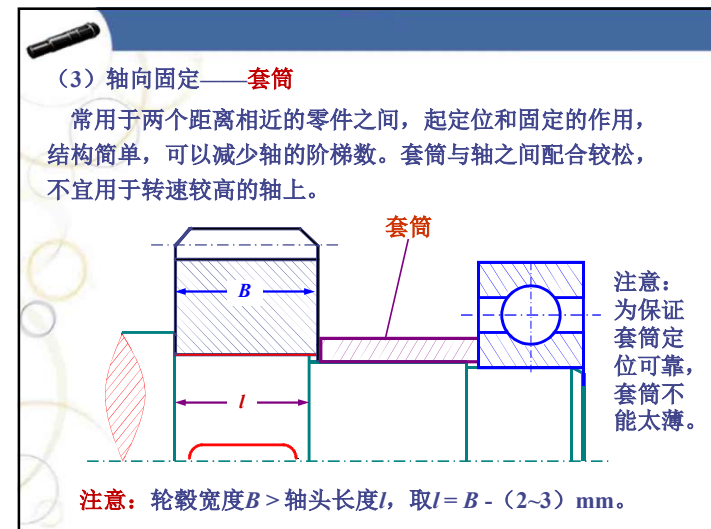 （3）轴向固定——套筒
常用于两个距离相近的零件之间，起定位和固定的作用，
结构简单，可以减少轴的阶梯数。套筒与轴之间配合较松，
不宜用于转速较高的轴上。
套筒
B
l
注意：
为保证
套筒定
位可靠，
套筒不
能太薄。
注意：轮毂宽度B > 轴头长度l，取l = B -（2~3）mm。